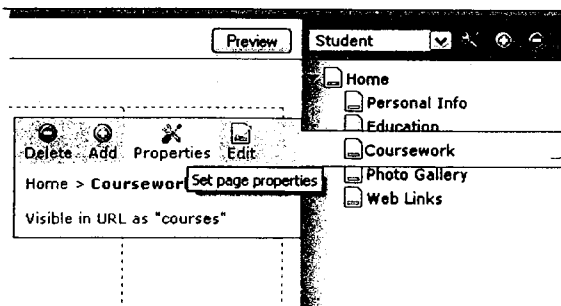 Preview
Student
Home
Personal Info
Education
Delete Add Properties Edit
Coursework
Home > Coursewor
Set page properties
Photo Gallery
Web Links
Visible in URL as "courses"